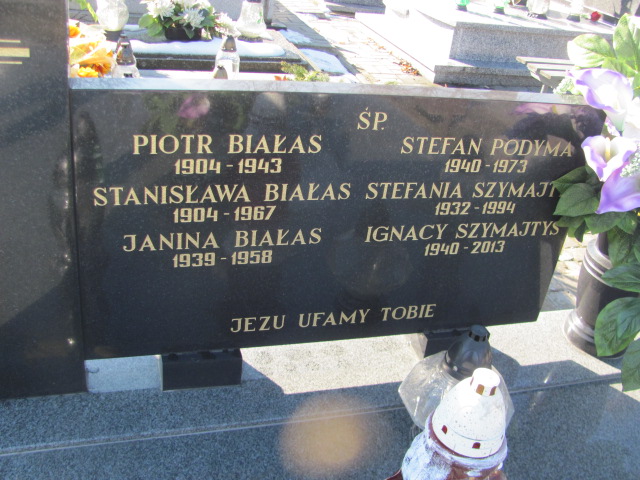 ŚP.
PIOTR BIAŁAS
1904 - 1943
STANISŁAWA BIAŁAS
1904 - 1967
JANINA BIAŁAS
1939 - 1958
STEFAN PODYMA
1940 - 1973
STEFANIA
1932 - 1994
IGNACY SZYMAJTYS
1940 - 2013
JEZU UFAMY TOBIE